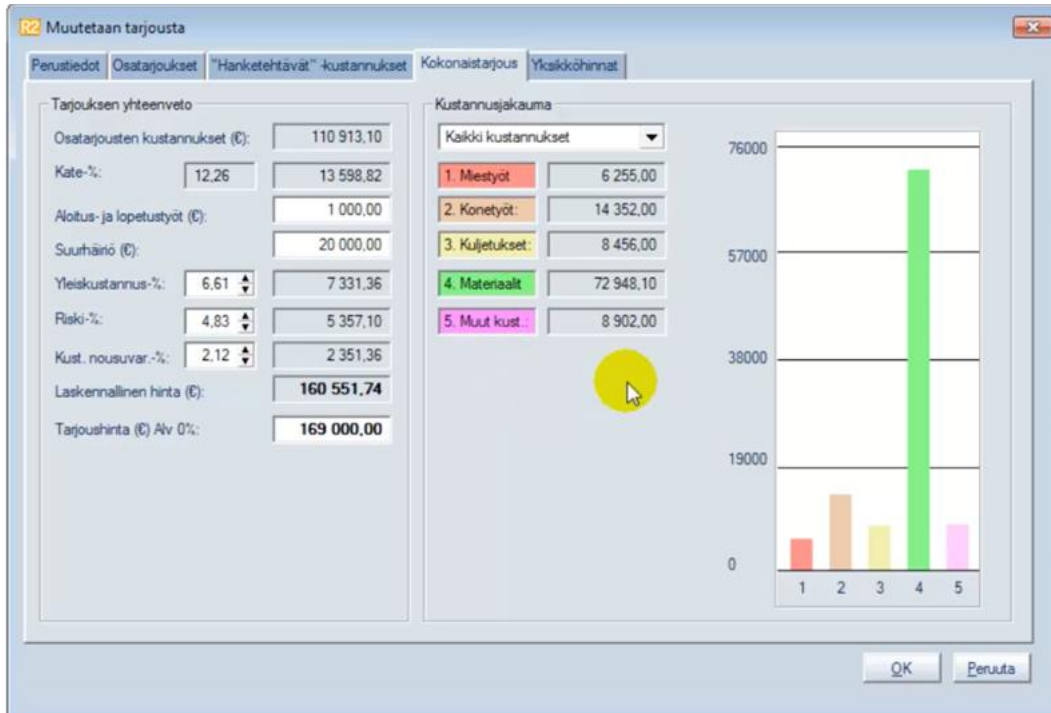 R2 Muutetaan tarjousta
Perustiedot Osatarjoukset "Hanketehtävät" -kustannukset Kokonaistarjous Yksikköhinnat
Tarjouksen yhteenveto
Osatarjousten kustannukset (€): 110 913,10
Kate-%: 12,26 13 598,82
Aloitus- ja lopetustyöt (€): 1 000,00
Suurhäiriö (€): 20 000,00
Yleiskustannus-%: 6,61 7 331,36
Riski-%: 4,83 5 357,10
Kust. nousuvar.-%: 2,12 2 351,36
Laskennallinen hinta (€): 160 551,74
Tarjoushinta (€) Alv 0%: 169 000,00
Kustannusjakauma
Kaikki kustannukset
1. Miestyöt 6 255,00
2. Konetyöt: 14 352,00
3. Kuljetukset: 8 456,00
4. Materiaalit 72 948,10
5. Muut kust.: 8 902,00
76000
57000
38000
19000
0
1 2 3 4 5
OK Peruuta